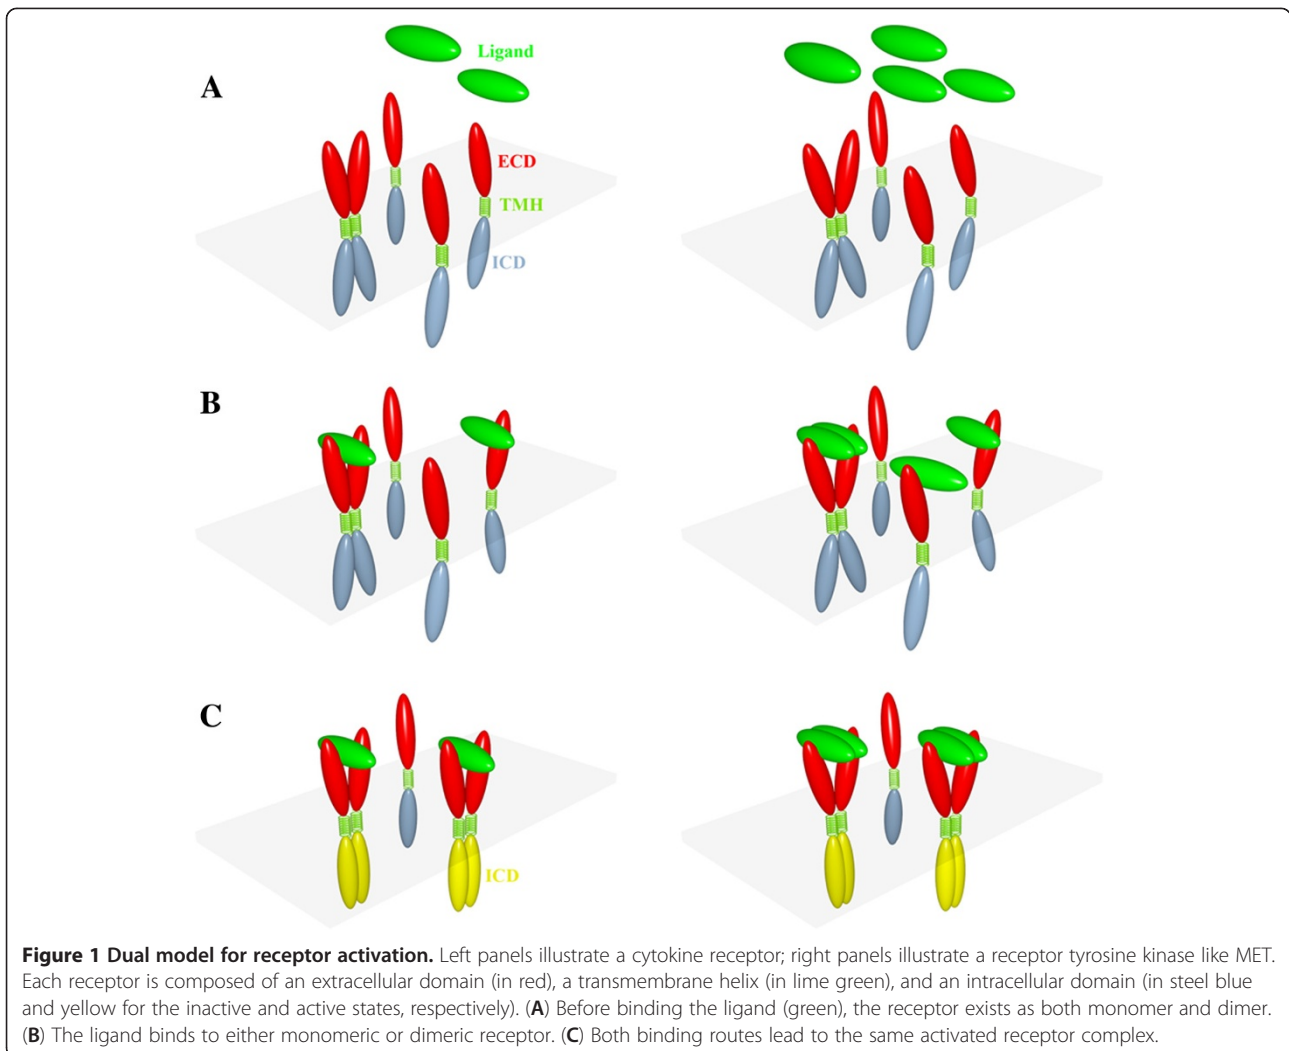 A
Ligand
ECD
TMH
ICD
B
C
ICD
Figure 1 Dual model for receptor activation. Left panels illustrate a cytokine receptor; right panels illustrate a receptor tyrosine kinase like MET.
Each receptor is composed of an extracellular domain (in red), a transmembrane helix (in lime green), and an intracellular domain (in steel blue
and yellow for the inactive and active states, respectively). (A) Before binding the ligand (green), the receptor exists as both monomer and dimer.
(B) The ligand binds to either monomeric or dimeric receptor. (C) Both binding routes lead to the same activated receptor complex.